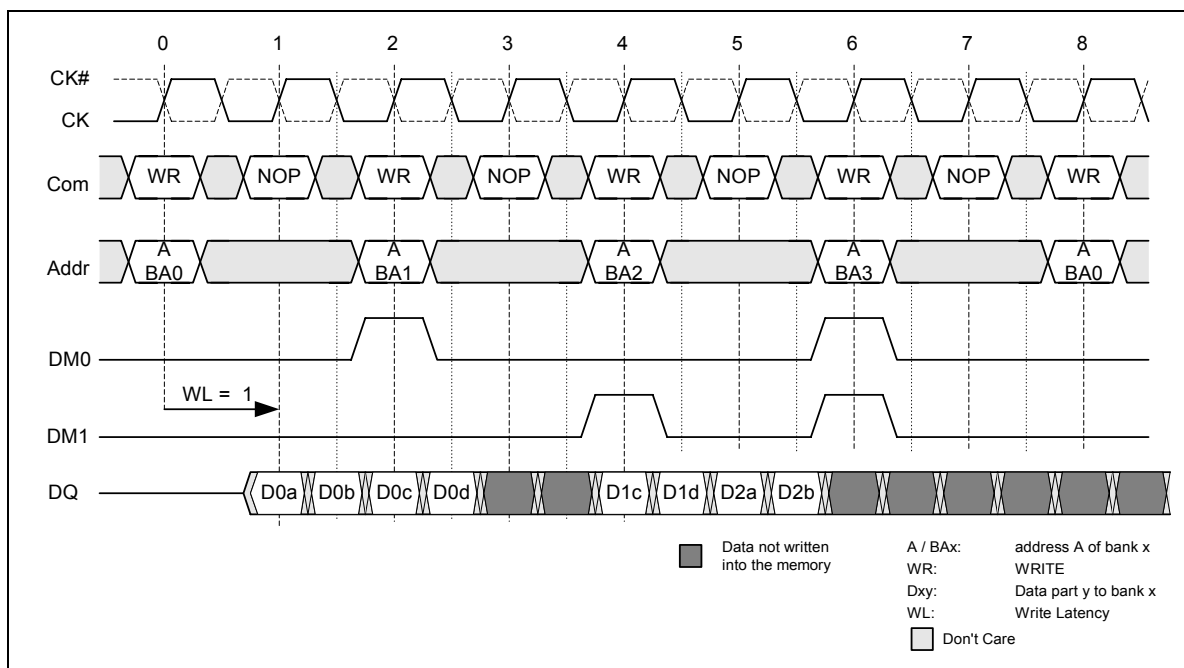 0 1 2 3 4 5 6 7 8
CK#
CK
Com WR NOP WR NOP WR NOP WR NOP WR
A A A A A
Addr
BA0 BA1 BA2 BA3 BA0
DM0
WL = 1
DM1
DQ D0a D0b D0c D0d D1c D1d D2a D2b
Data not written
into the memory
A / BAx: address A of bank x
WR: WRITE
Dxy: Data part y to bank x
WL: Write Latency
Don't Care